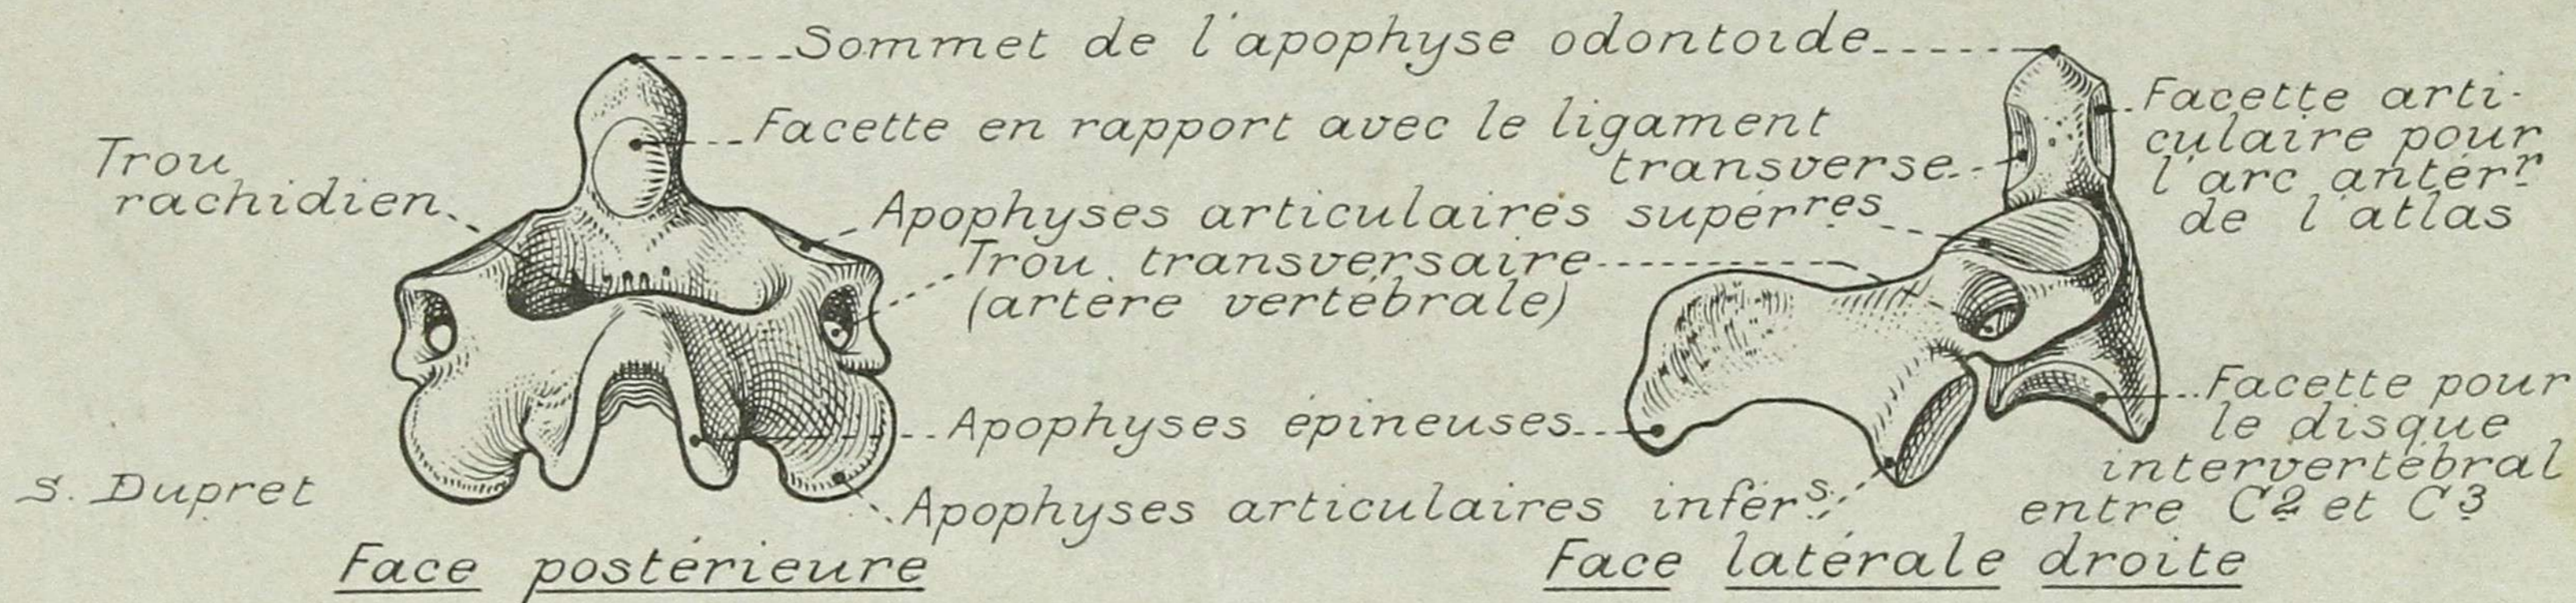 Sommet de l'apophyse odontoide
Facette en rapport avec le ligament
transverse
Facette arti-
culaire pour
l'arc antérr
de l'atlas
Trou
rachidien
Apophyses articulaires supérres
Trou transversaire
(artère vertébrale)
Apophyses épineuses
Facette pour
le disque
intervertébral
entre C2 et C3
S. Dupret
Apophyses articulaires inférs
Face postérieure
Face latérale droite